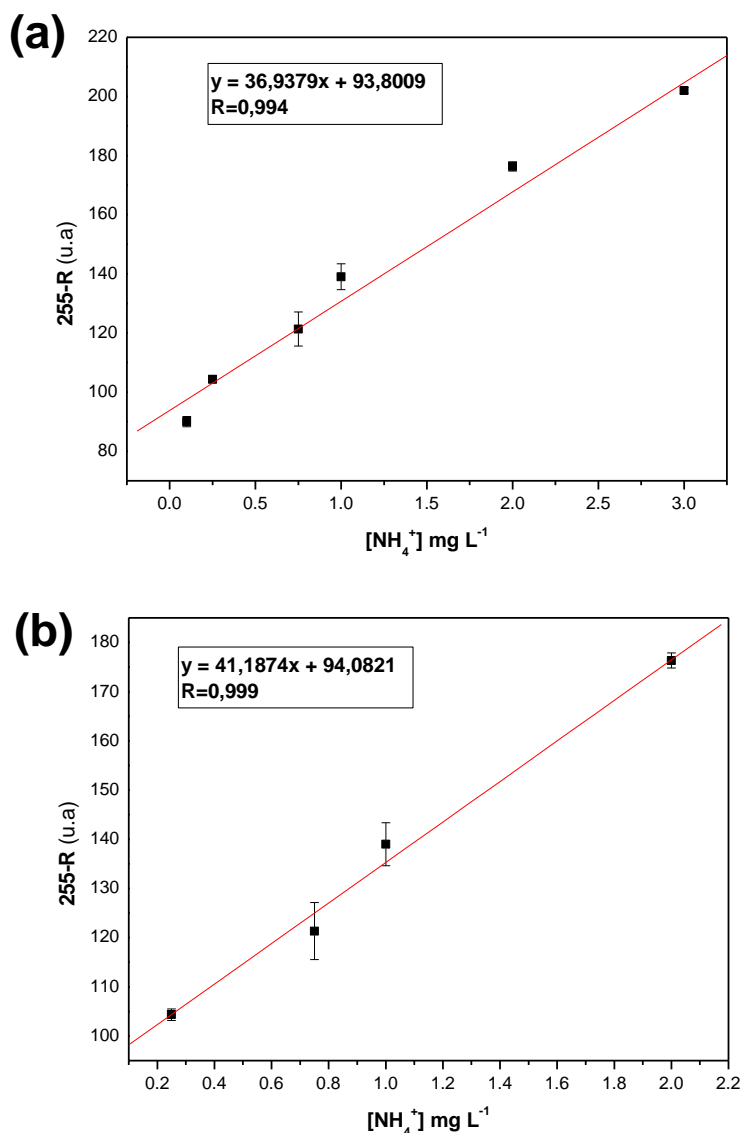 (a)
220
200
180
160
140
120
100
80
255-R (u.a)
y = 36,9379x + 93,8009
R=0,994
0.0 0.5 1.0 1.5 2.0 2.5 3.0
[NH₄⁺] mg L⁻¹
(b)
180
170
160
150
140
130
120
110
100
255-R (u.a)
y = 41,1874x + 94,0821
R=0,999
0.2 0.4 0.6 0.8 1.0 1.2 1.4 1.6 1.8 2.0 2.2
[NH₄⁺] mg L⁻¹